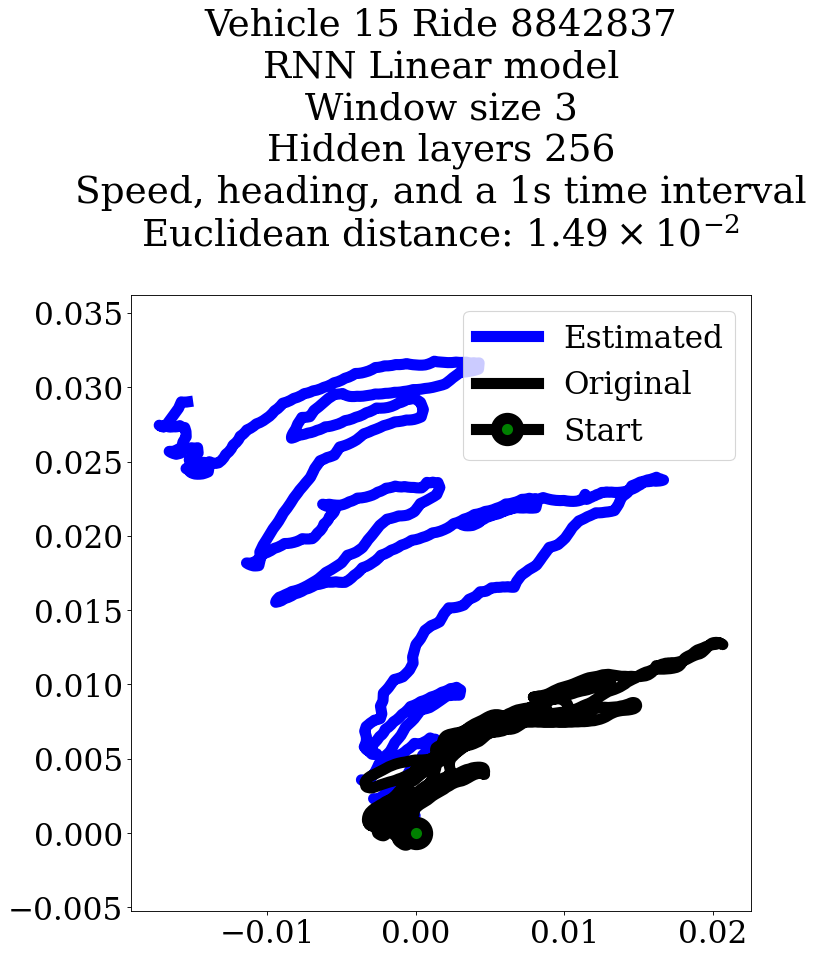 Vehicle 15 Ride 8842837
RNN Linear model
Window size 3
Hidden layers 256
Speed, heading, and a 1s time interval
Euclidean distance: 1.49 × 10⁻²
0.035
0.030
0.025
0.020
0.015
0.010
0.005
0.000
−0.005
Estimated
Original
Start
−0.01
0.00
0.01
0.02